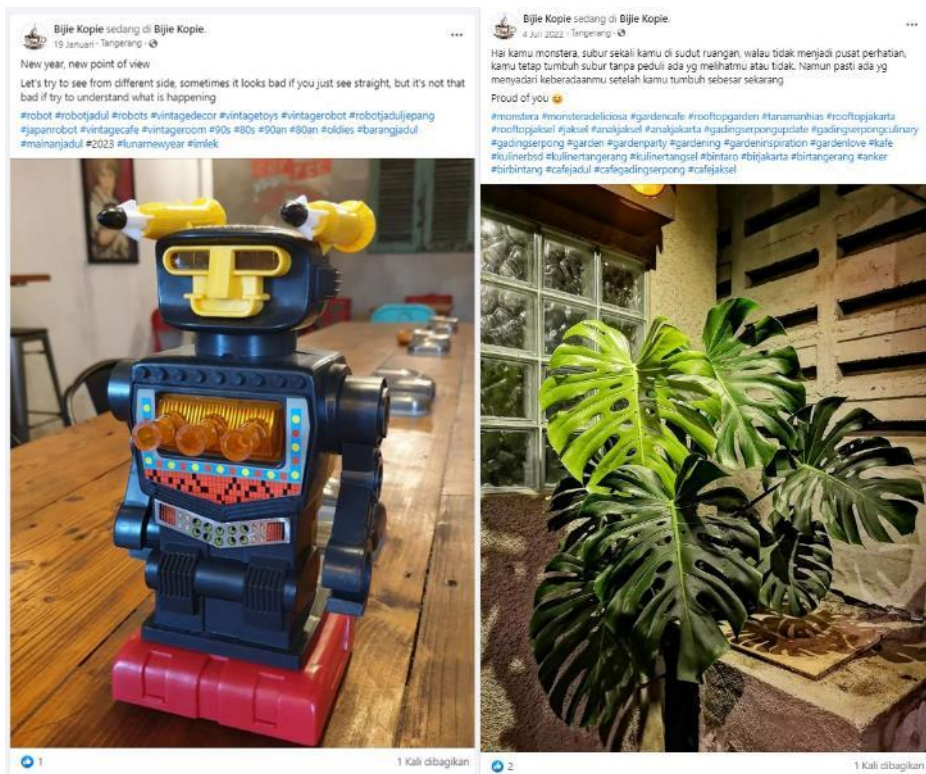 Bijie Kopie sedang di Bijie Kopie.
19 Januari · Tangerang ·
New year, new point of view
Let's try to see from different side, sometimes it looks bad if you just see straight, but it's not that
bad if try to understand what is happening
#robot #robotjadul #robots #vintagedecor #vintagetoys #vintagerobot #robotjaduljepang
#japanrobot #vintagecafe #vintageroom #90s #80s #90an #80an #oldies #barangjadul
#mainanjadul #2023 #lunarnewyear #imlek
1
1 Kali dibagikan
Bijie Kopie sedang di Bijie Kopie.
4 Juli 2022 · Tangerang ·
Hai kamu monstera, subur sekali kamu di sudut ruangan, walau tidak menjadi pusat perhatian,
kamu tetap tumbuh subur tanpa peduli ada yg melihatmu atau tidak. Namun pasti ada yg
menyadari keberadaanmu setelah kamu tumbuh sebesar sekarang
Proud of you 😊
#monstera #monsteradeliciosa #gardencafe #rooftopgarden #tanamanhias #rooftopjakarta
#rooftopjaksel #jaksel #anakjaksel #anakjakarta #gadingserpongupdate #gadingserpongculinary
#gadingserpong #garden #gardenparty #gardening #gardeninspiration #gardenlove #kafe
#kulinerbsd #kulinertangerang #kulinertangsel #bintaro #birjakarta #birtangerang #anker
#birbintang #cafejadul #cafegadingserpong #cafejaksel
2
1 Kali dibagikan